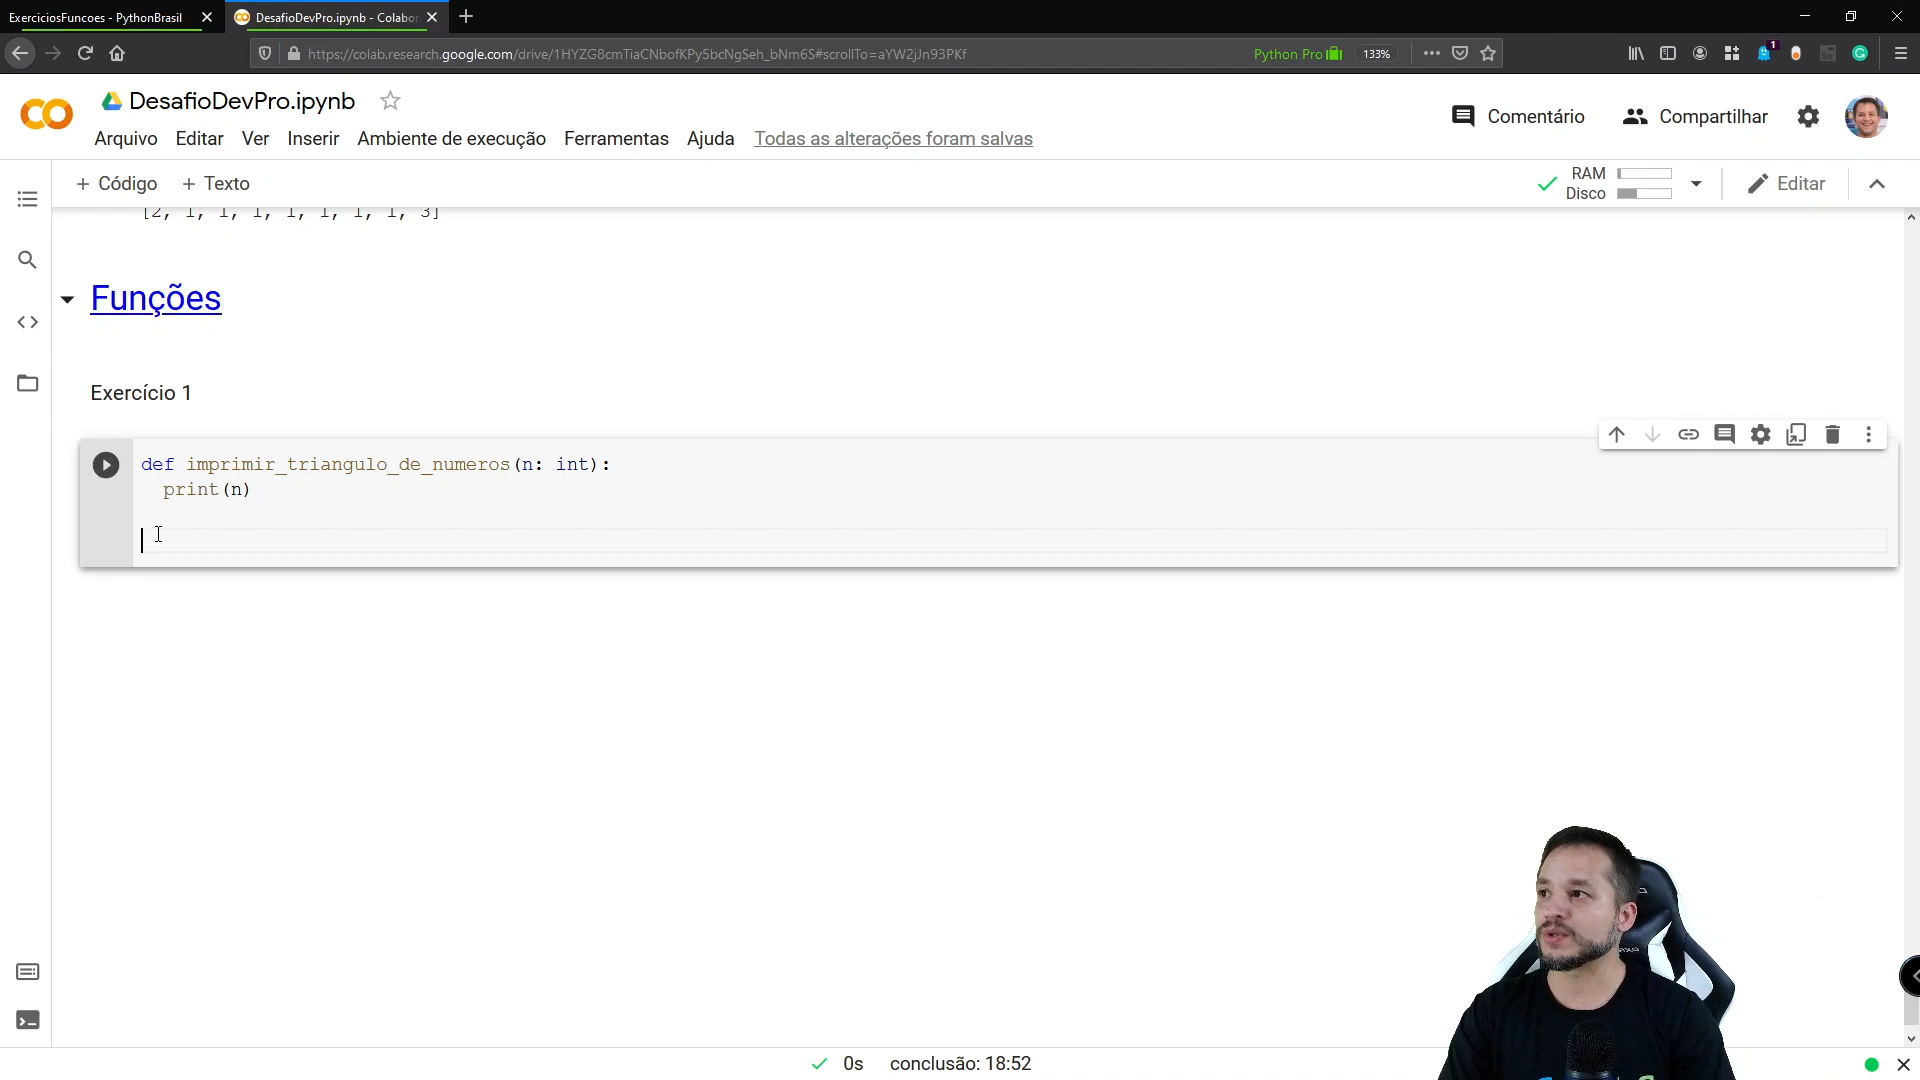 ExerciciosFuncoes - PythonBrasil
DesafioDevPro.ipynb - Colabor
https://colab.research.google.com/drive/1HYZG8cmTiaCNbofKPy5bcNgSeh_bNm6S#scrollTo=aYW2jJn93PKf
Python Pro
133%
1
DesafioDevPro.ipynb
Comentário
Compartilhar
Arquivo Editar Ver Inserir Ambiente de execução Ferramentas Ajuda Todas as alterações foram salvas
+ Código + Texto
RAM
Disco
Editar
[2, 1, 1, 1, 1, 1, 1, 1, 3]
Funções
Exercício 1
def imprimir_triangulo_de_numeros(n: int):
print(n)
0s conclusão: 18:52